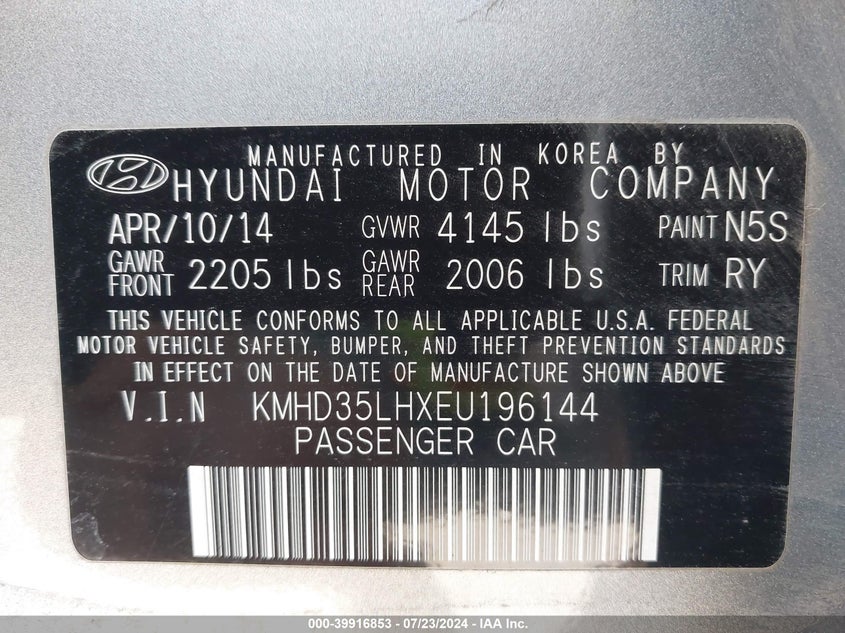 MANUFACTURED IN KOREA BY
HYUNDAI MOTOR COMPANY
APR/10/14 GVWR 4145 lbs PAINT N5S
GAWR FRONT 2205 lbs GAWR REAR 2006 lbs TRIM RY
THIS VEHICLE CONFORMS TO ALL APPLICABLE U.S.A. FEDERAL
MOTOR VEHICLE SAFETY, BUMPER, AND THEFT PREVENTION STANDARDS
IN EFFECT ON THE DATE OF MANUFACTURE SHOWN ABOVE
V.I.N KMHD35LHXEU196144
PASSENGER CAR
000-39916853 - 07/23/2024 - IAA Inc.